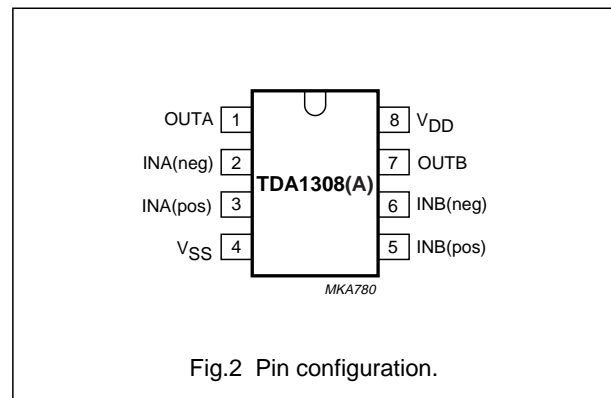 OUTA 1 8 VDD
INA(neg) 2 7 OUTB
TDA1308(A)
INA(pos) 3 6 INB(neg)
VSS 4 5 INB(pos)
MKA780
Fig.2 Pin configuration.